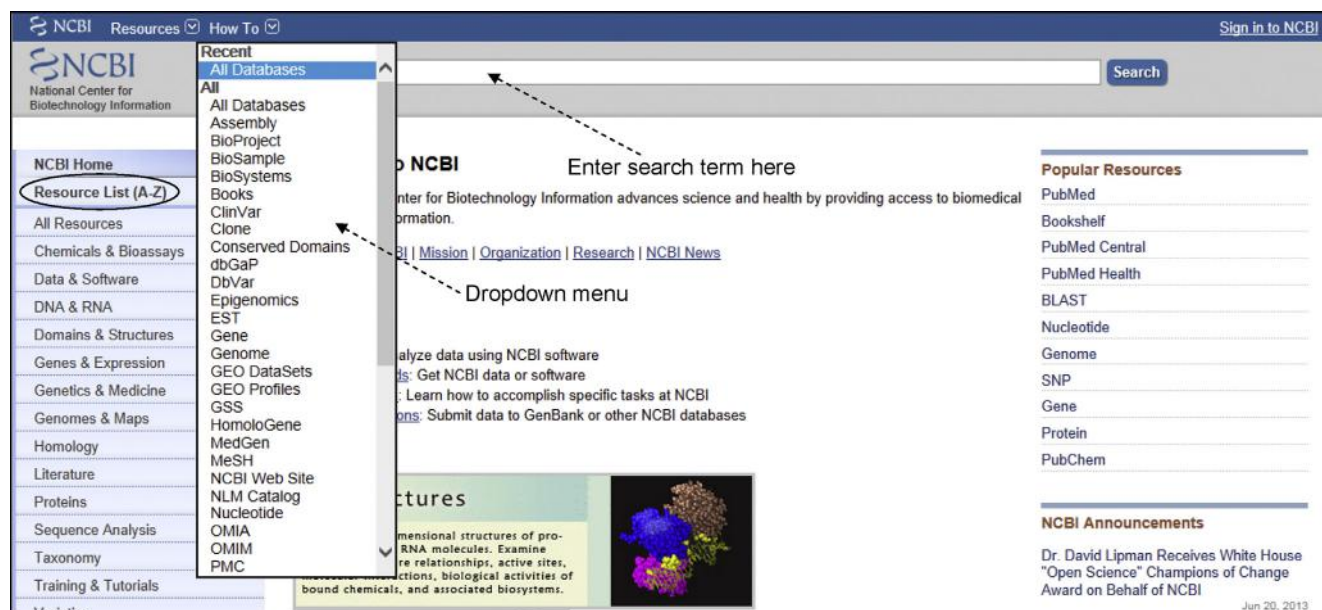 NCBI Resources How To Sign in to NCBI
NCBI
National Center for
Biotechnology Information
Search
Recent
All Databases
All
All Databases
Assembly
BioProject
BioSample
BioSystems
Books
ClinVar
Clone
Conserved Domains
dbGaP
DbVar
Epigenomics
EST
Gene
Genome
GEO DataSets
GEO Profiles
GSS
HomoloGene
MedGen
MeSH
NCBI Web Site
NLM Catalog
Nucleotide
OMIA
OMIM
PMC
Enter search term here
Dropdown menu
NCBI Home
Resource List (A-Z)
All Resources
Chemicals & Bioassays
Data & Software
DNA & RNA
Domains & Structures
Genes & Expression
Genetics & Medicine
Genomes & Maps
Homology
Literature
Proteins
Sequence Analysis
Taxonomy
Training & Tutorials
NCBI
for Biotechnology Information advances science and health by providing access to biomedical
| Mission | Organization | Research | NCBI News
data using NCBI software
: Get NCBI data or software
: Learn how to accomplish specific tasks at NCBI
: Submit data to GenBank or other NCBI databases
structures of pro-
RNA molecules. Examine
relationships, active sites,
biological activities of
bound chemicals, and associated biosystems.
Popular Resources
PubMed
Bookshelf
PubMed Central
PubMed Health
BLAST
Nucleotide
Genome
SNP
Gene
Protein
PubChem
NCBI Announcements
Dr. David Lipman Receives White House
"Open Science" Champions of Change
Award on Behalf of NCBI
Jun 20, 2013